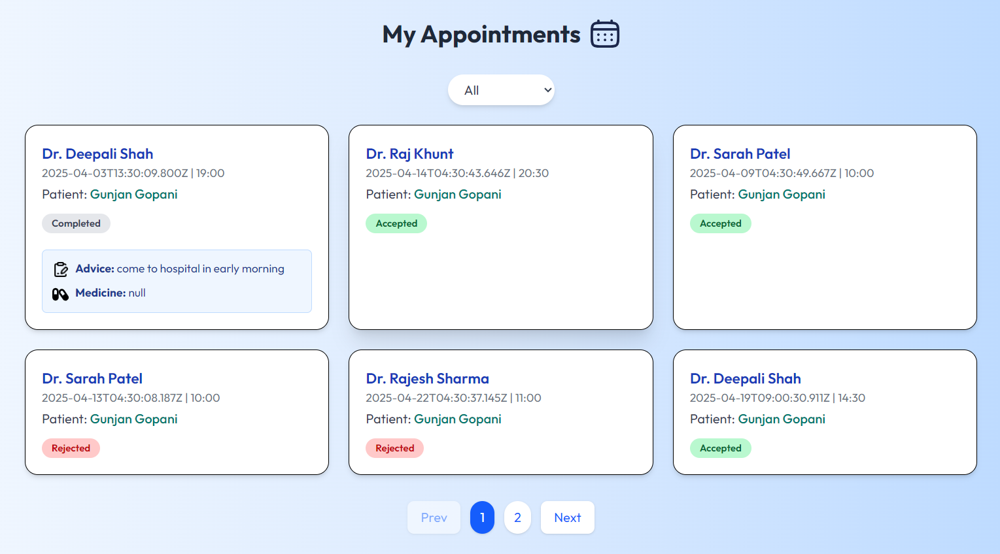 My Appointments
All
Dr. Deepali Shah
2025-04-03T13:30:09.800Z | 19:00
Patient: Gunjan Gopani
Completed
Advice: come to hospital in early morning
Medicine: null
Dr. Raj Khunt
2025-04-14T04:30:43.646Z | 20:30
Patient: Gunjan Gopani
Accepted
Dr. Sarah Patel
2025-04-09T04:30:49.667Z | 10:00
Patient: Gunjan Gopani
Accepted
Dr. Sarah Patel
2025-04-13T04:30:08.187Z | 10:00
Patient: Gunjan Gopani
Rejected
Dr. Rajesh Sharma
2025-04-22T04:30:37.145Z | 11:00
Patient: Gunjan Gopani
Rejected
Dr. Deepali Shah
2025-04-19T09:00:30.911Z | 14:30
Patient: Gunjan Gopani
Accepted
Prev 1 2 Next